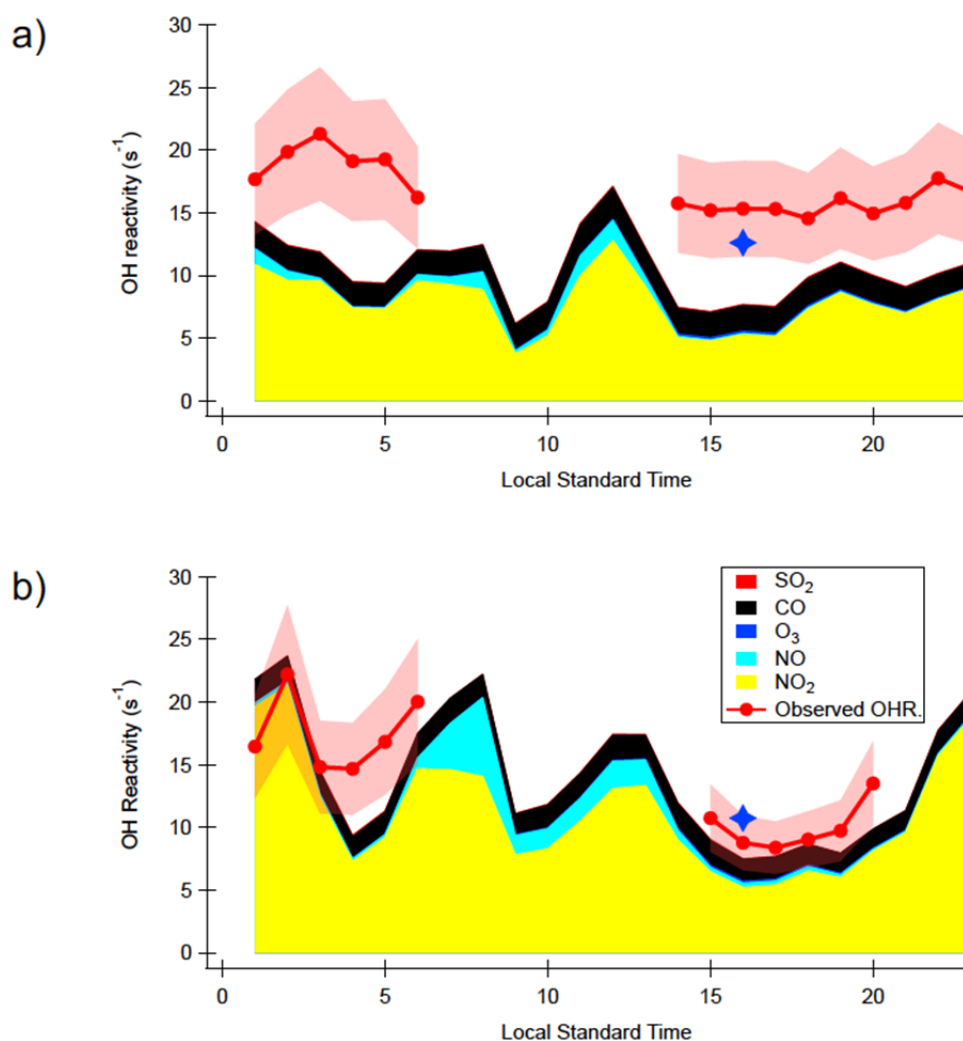 a)
30
25
20
15
10
5
0
OH reactivity (s⁻¹)
0 5 10 15 20
Local Standard Time
b)
30
25
20
15
10
5
0
OH Reactivity (s⁻¹)
SO₂
CO
O₃
NO
NO₂
Observed OHR.
0 5 10 15 20
Local Standard Time